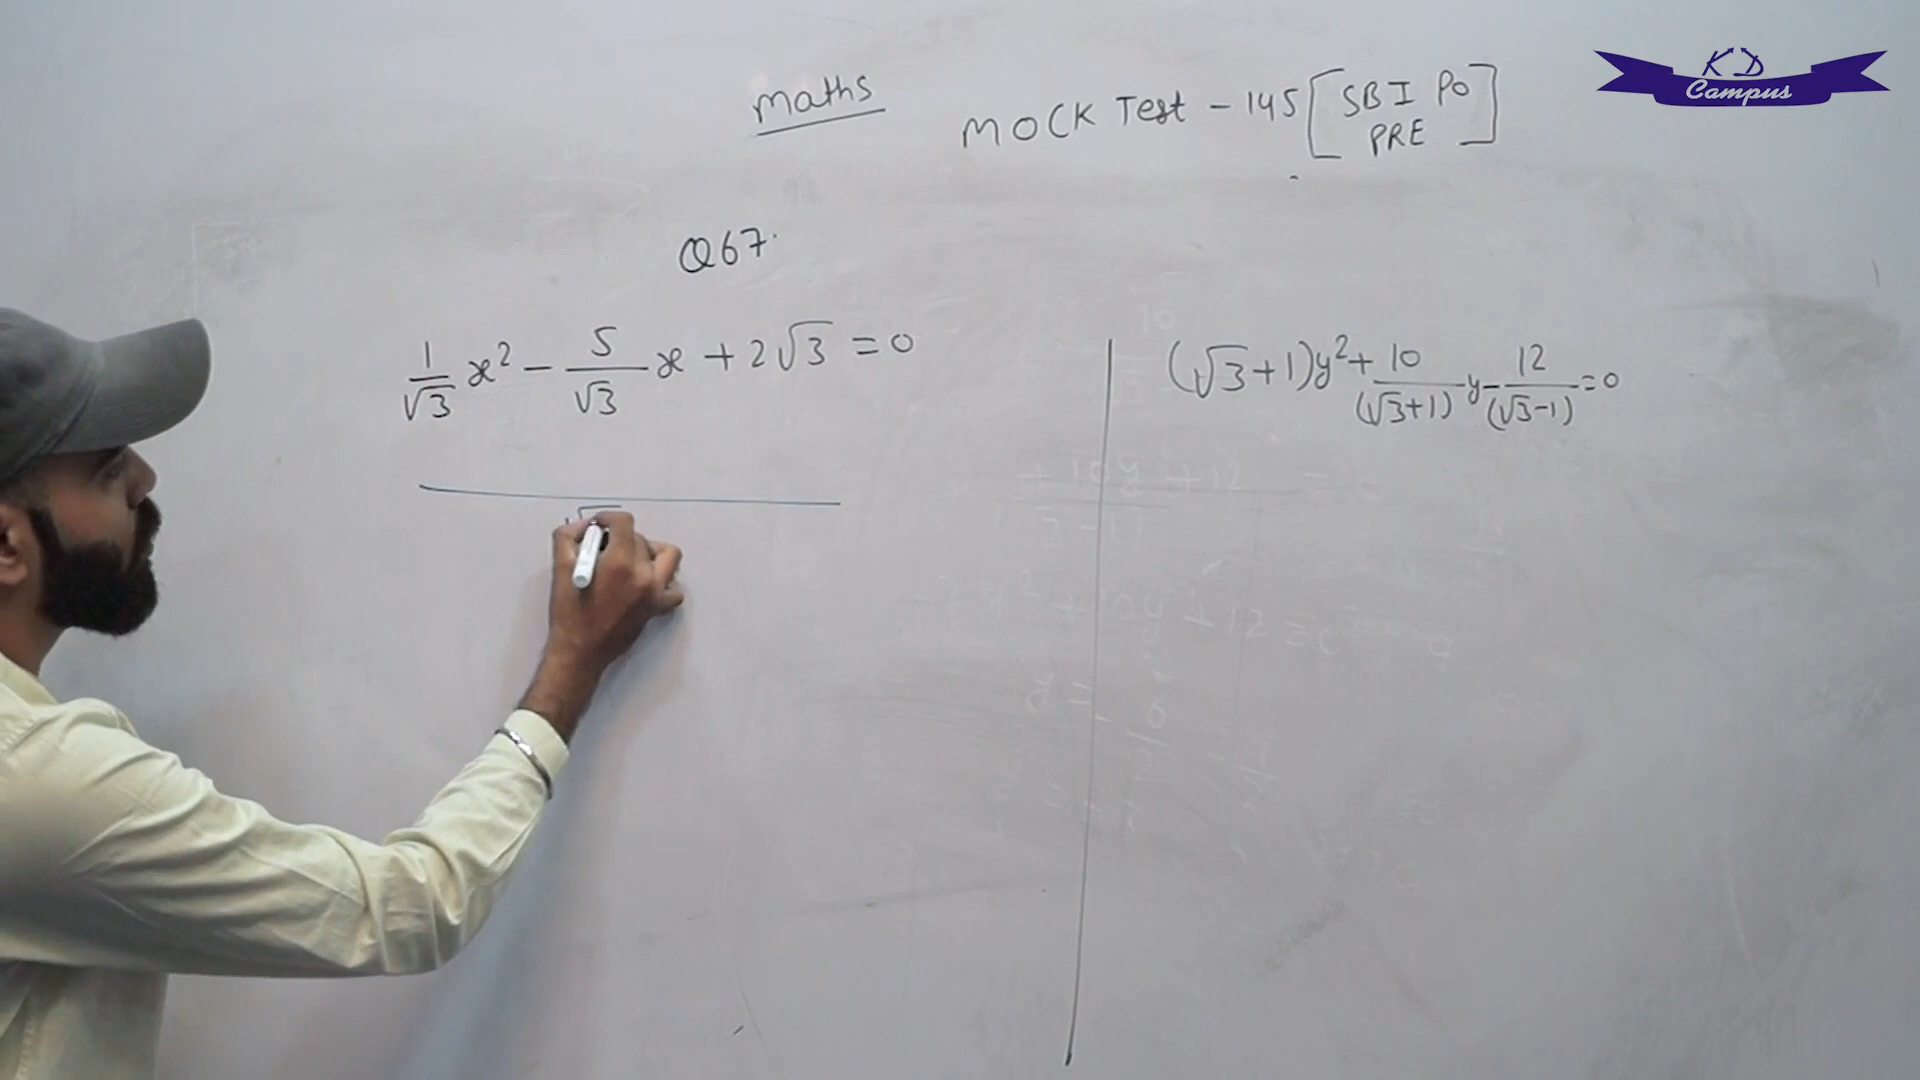 KD
Campus
Maths
MOCK Test - 145 [SBI PO PRE]
Q67.
1/√3 x² - 5/√3 x + 2√3 = 0
(√3+1)y² + 10/(√3+1) y - 12/(√3-1) = 0